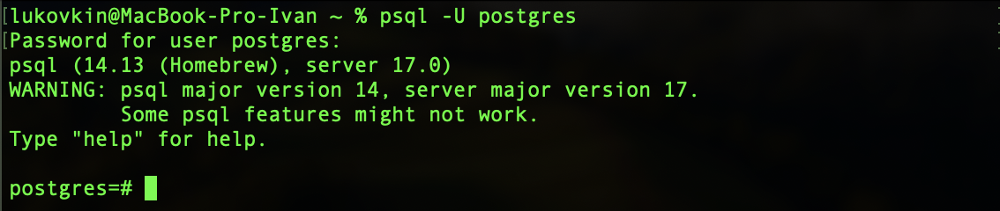 [lukovkin@MacBook-Pro-Ivan ~ % psql -U postgres
[Password for user postgres:
psql (14.13 (Homebrew), server 17.0)
WARNING: psql major version 14, server major version 17.
         Some psql features might not work.
Type "help" for help.

postgres=#